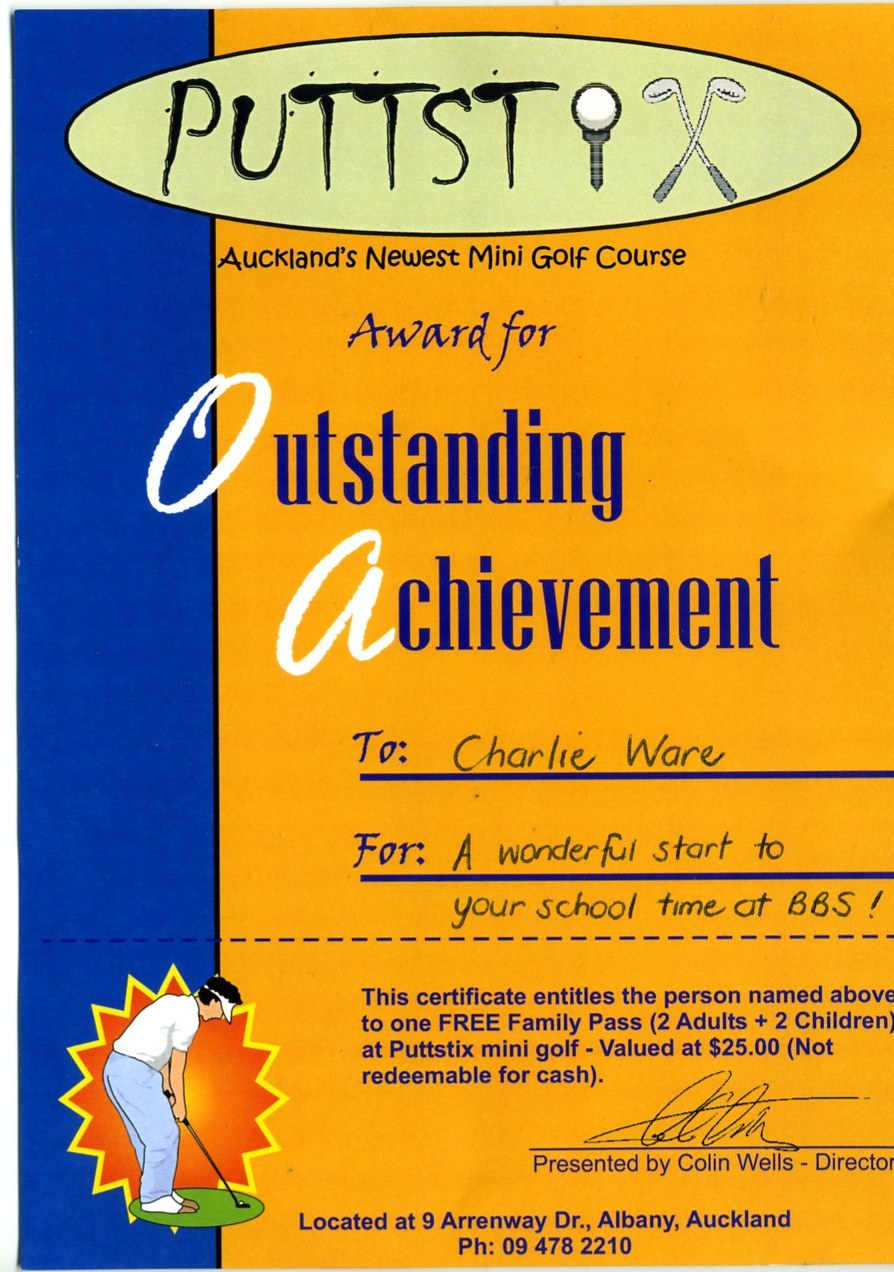 PUTTSTIX
Auckland's Newest Mini Golf Course
Award for
Outstanding
Achievement
To: Charlie Ware
For: A wonderful start to
your school time at BBS!
This certificate entitles the person named above
to one FREE Family Pass (2 Adults + 2 Children)
at Puttstix mini golf - Valued at $25.00 (Not
redeemable for cash).
Presented by Colin Wells - Director
Located at 9 Arrenway Dr., Albany, Auckland
Ph: 09 478 2210